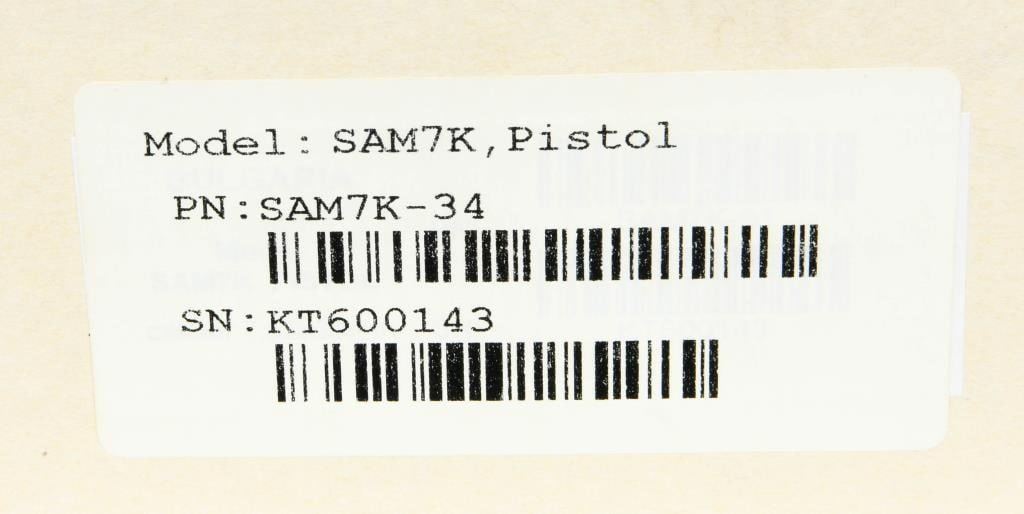 Model: SAM7K,Pistol
PN:SAM7K-34
SN:KT600143